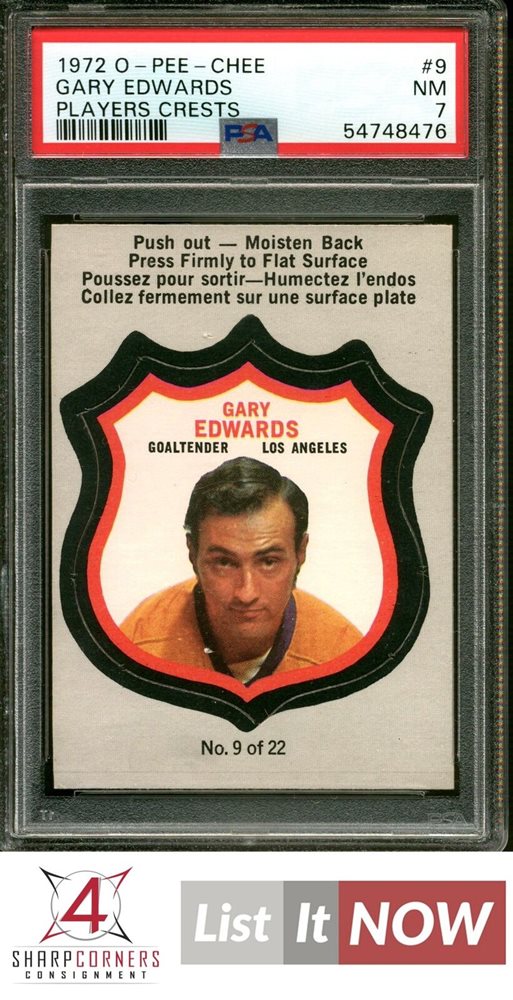 1972 O-PEE-CHEE #9
GARY EDWARDS NM
PLAYERS CRESTS 7
PSA 54748476
Push out — Moisten Back
Press Firmly to Flat Surface
Poussez pour sortir—Humectez l'endos
Collez fermement sur une surface plate
GARY
EDWARDS
GOALTENDER LOS ANGELES
No. 9 of 22
PSA
4
SHARPCORNERS
CONSIGNMENT
List It NOW